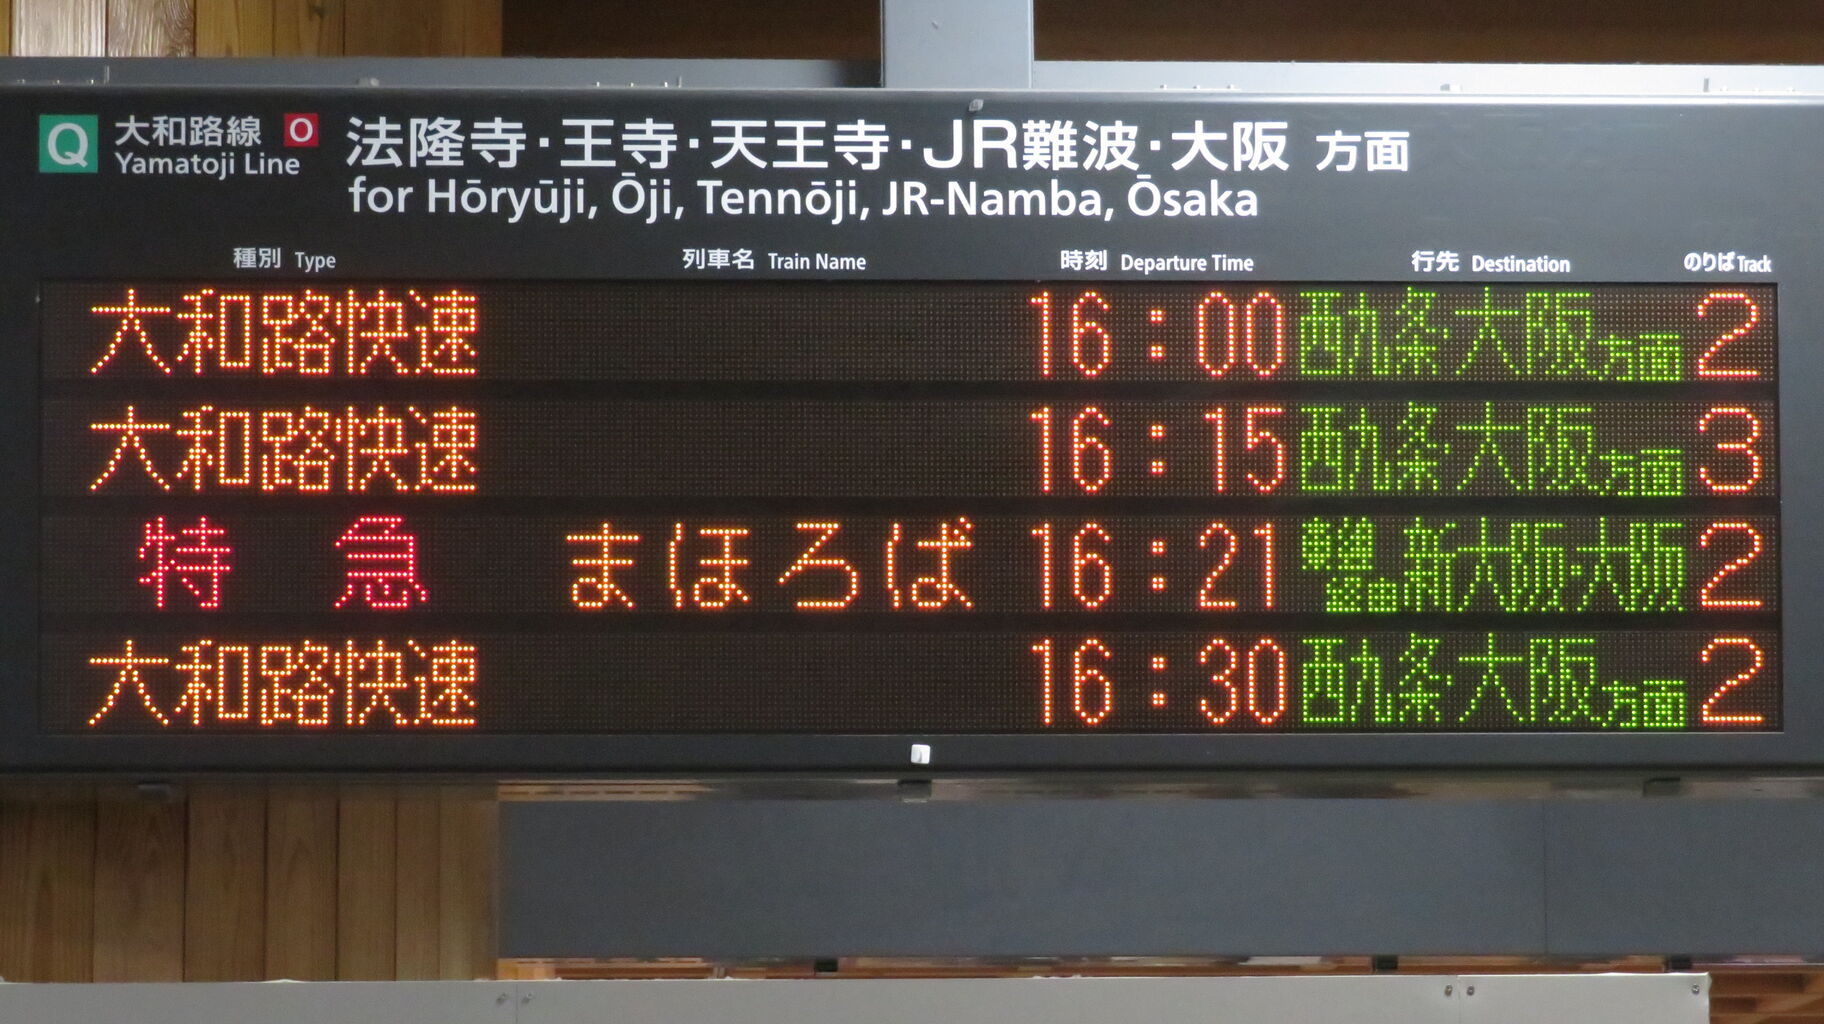 Q 大和路線 O 法隆寺・王寺・天王寺・JR難波・大阪 方面
Yamatoji Line for Hōryūji, Ōji, Tennōji, JR-Namba, Ōsaka
種別 Type 列車名 Train Name 時刻 Departure Time 行先 Destination のりば Track
大和路快速 16:00 西九条・大阪方面 2
大和路快速 16:15 西九条・大阪方面 3
特急 まほろば 16:21 経由 新大阪・大阪 2
大和路快速 16:30 西九条・大阪方面 2